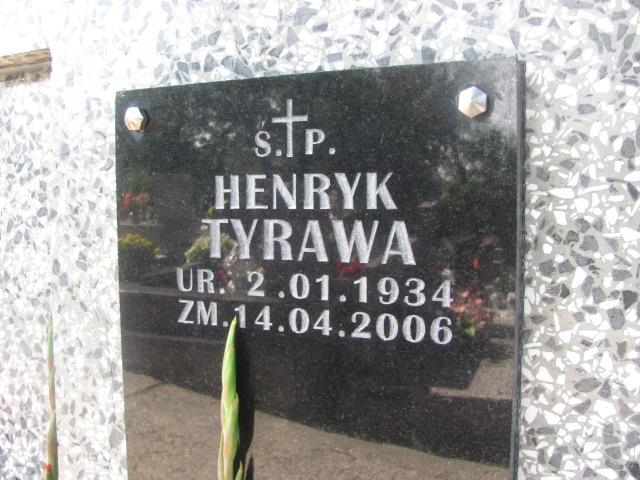 Ś.P.
HENRYK
TYRAWA
UR. 2.01.1934
ZM.14.04.2006